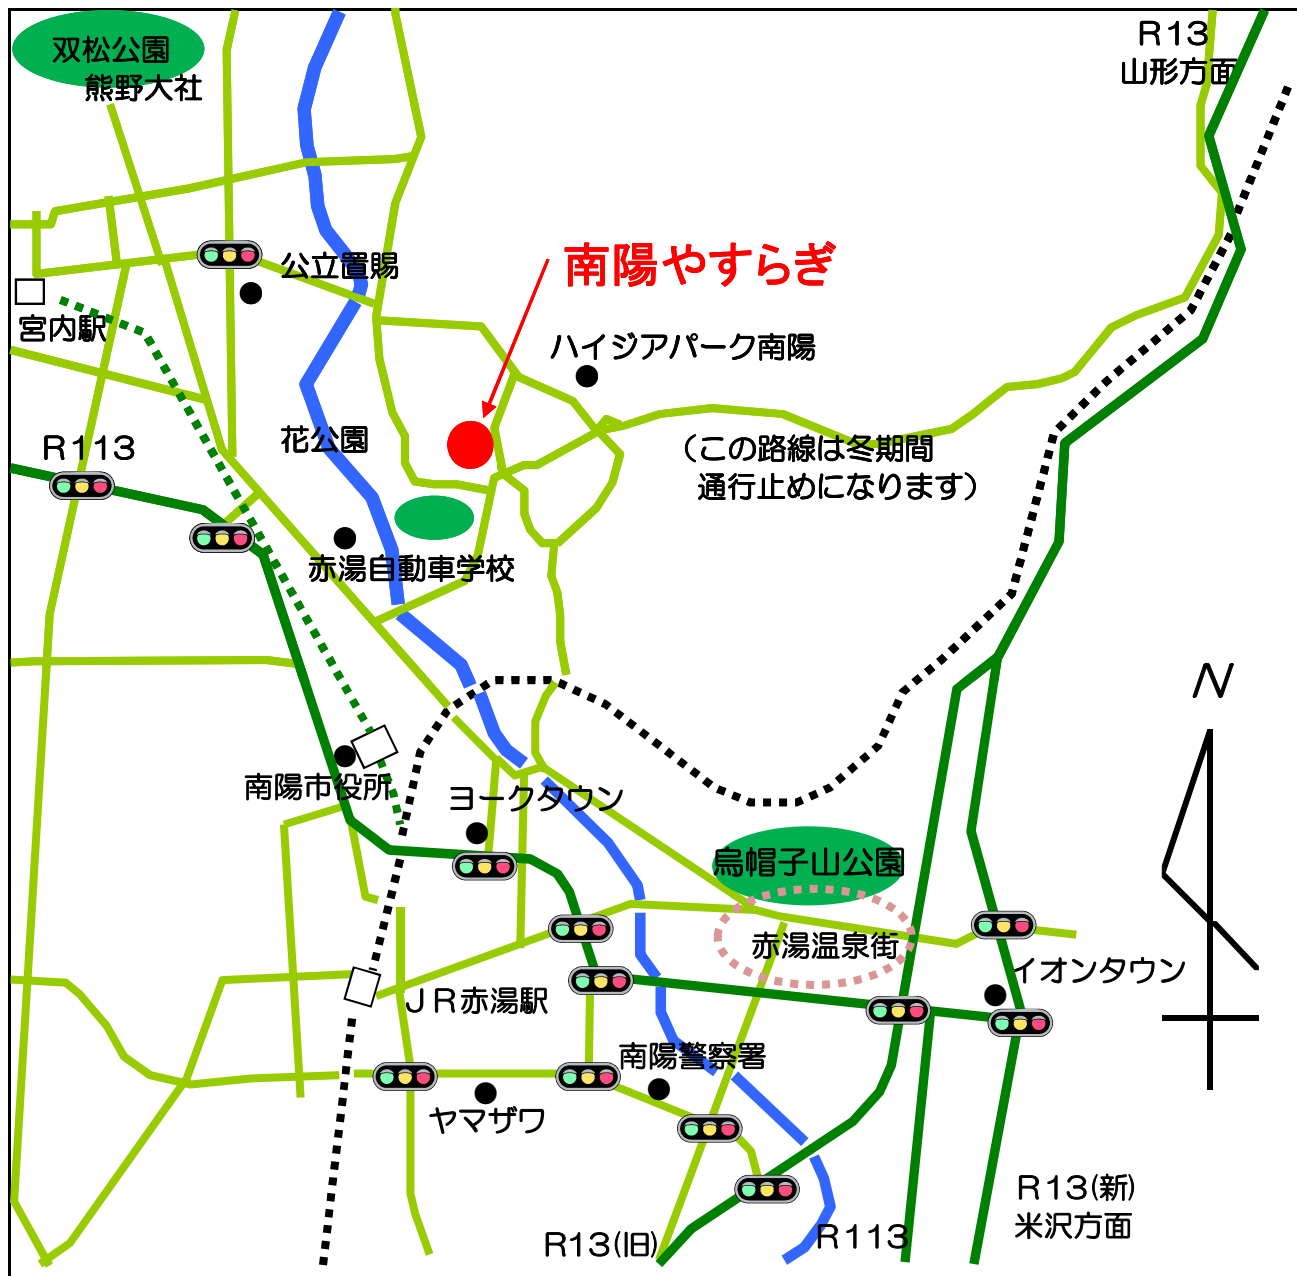 双松公園
熊野大社
R13
山形方面
公立置賜
南陽やすらぎ
宮内駅
ハイジアパーク南陽
R113
花公園
(この路線は冬期間
通行止めになります)
赤湯自動車学校
N
南陽市役所
ヨークタウン
烏帽子山公園
赤湯温泉街
イオンタウン
JR赤湯駅
南陽警察署
ヤマザワ
R13(新)
米沢方面
R13(旧)
R113